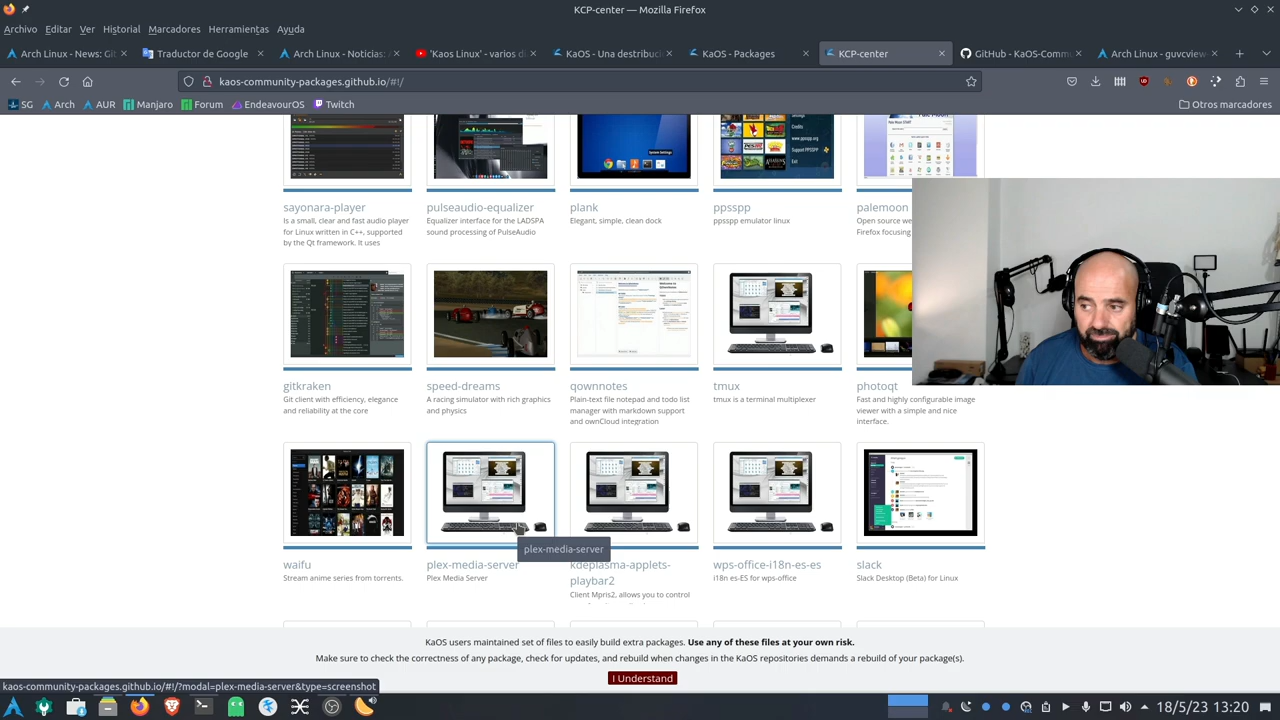 KCP-center — Mozilla Firefox
Archivo Editar Ver Historial Marcadores Herramientas Ayuda
Arch Linux - News: Git
Traductor de Google
Arch Linux - Noticias:
'Kaos Linux' - varios di
KaOS - Una distribuci
KaOS - Packages
KCP-center
GitHub - KaOS-Comm
Arch Linux - guvcview
kaos-community-packages.github.io/#!/
SG Arch AUR Manjaro Forum EndeavourOS Twitch Otros marcadores
System Settings
Settings
Credits
www.ppsspp.org
Support PPSSPP
Exit
sayonara-player
Is a small, clear and fast audio player
for Linux written in C++, supported
by the Qt framework. It uses
pulseaudio-equalizer
Equalizer interface for the LADSPA
sound processing of PulseAudio
plank
Elegant, simple, clean dock
ppsspp
ppsspp emulator linux
palemoon
Open source we
Firefox focusing
gitkraken
Git client with efficiency, elegance
and reliability at the core
speed-dreams
A racing simulator with rich graphics
and physics
qownnotes
Plain-text file notepad and todo list
manager with markdown support
and ownCloud integration
tmux
tmux is a terminal multiplexer
photoqt
Fast and highly configurable image
viewer with a simple and nice
interface.
waifu
Stream anime series from torrents.
plex-media-server
Plex Media Server
plex-media-server
kdeplasma-applets-
playbar2
Client Mpris2, allows you to control
wps-office-i18n-es-es
i18n es-ES for wps-office
slack
Slack Desktop (Beta) for Linux
KaOS users maintained set of files to easily build extra packages. Use any of these files at your own risk.
Make sure to check the correctness of any package, check for updates, and rebuild when changes in the KaOS repositories demands a rebuild of your package(s).
I Understand
kaos-community-packages.github.io/#!/?modal=plex-media-server&type=screenshot
18/5/23 13:20